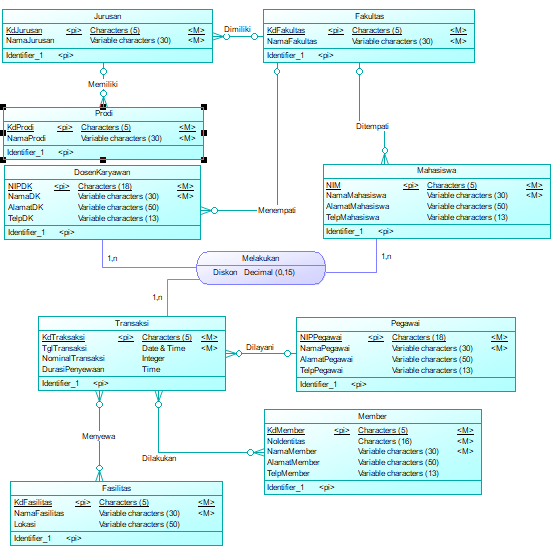 Jurusan
KdJurusan <pi> Characters (5) <M>
NamaJurusan Variable characters (30) <M>
Identifier_1 <pi>
Dimiliki
Fakultas
KdFakultas <pi> Characters (5) <M>
NamaFakultas Variable characters (30) <M>
Identifier_1 <pi>
Memiliki
Prodi
KdProdi <pi> Characters (5) <M>
NamaProdi Variable characters (30) <M>
Identifier_1 <pi>
Ditempati
DosenKaryawan
NIPDK <pi> Characters (18) <M>
NamaDK Variable characters (30) <M>
AlamatDK Variable characters (50)
TelpDK Variable characters (13)
Identifier_1 <pi>
Menempati
Mahasiswa
NIM <pi> Characters (5) <M>
NamaMahasiswa Variable characters (30) <M>
AlamatMahasiswa Variable characters (50)
TelpMahasiswa Variable characters (13)
Identifier_1 <pi>
1,n
Melakukan
Diskon Decimal (0,15)
1,n
1,n
Transaksi
KdTraksaksi <pi> Characters (5) <M>
TglTransaksi Date & Time <M>
NominalTransaksi Integer
DurasiPenyewaan Time
Identifier_1 <pi>
Dilayani
Pegawai
NIPPegawai <pi> Characters (18) <M>
NamaPegawai Variable characters (30) <M>
AlamatPegawai Variable characters (50)
TelpPegawai Variable characters (13)
Identifier_1 <pi>
Menyewa
Dilakukan
Member
KdMember <pi> Characters (5) <M>
NoIdentitas Characters (16) <M>
NamaMember Variable characters (30) <M>
AlamatMember Variable characters (50)
TelpMember Variable characters (13)
Identifier_1 <pi>
Fasilitas
KdFasilitas <pi> Characters (5) <M>
NamaFasilitas Variable characters (30) <M>
Lokasi Variable characters (50)
Identifier_1 <pi>